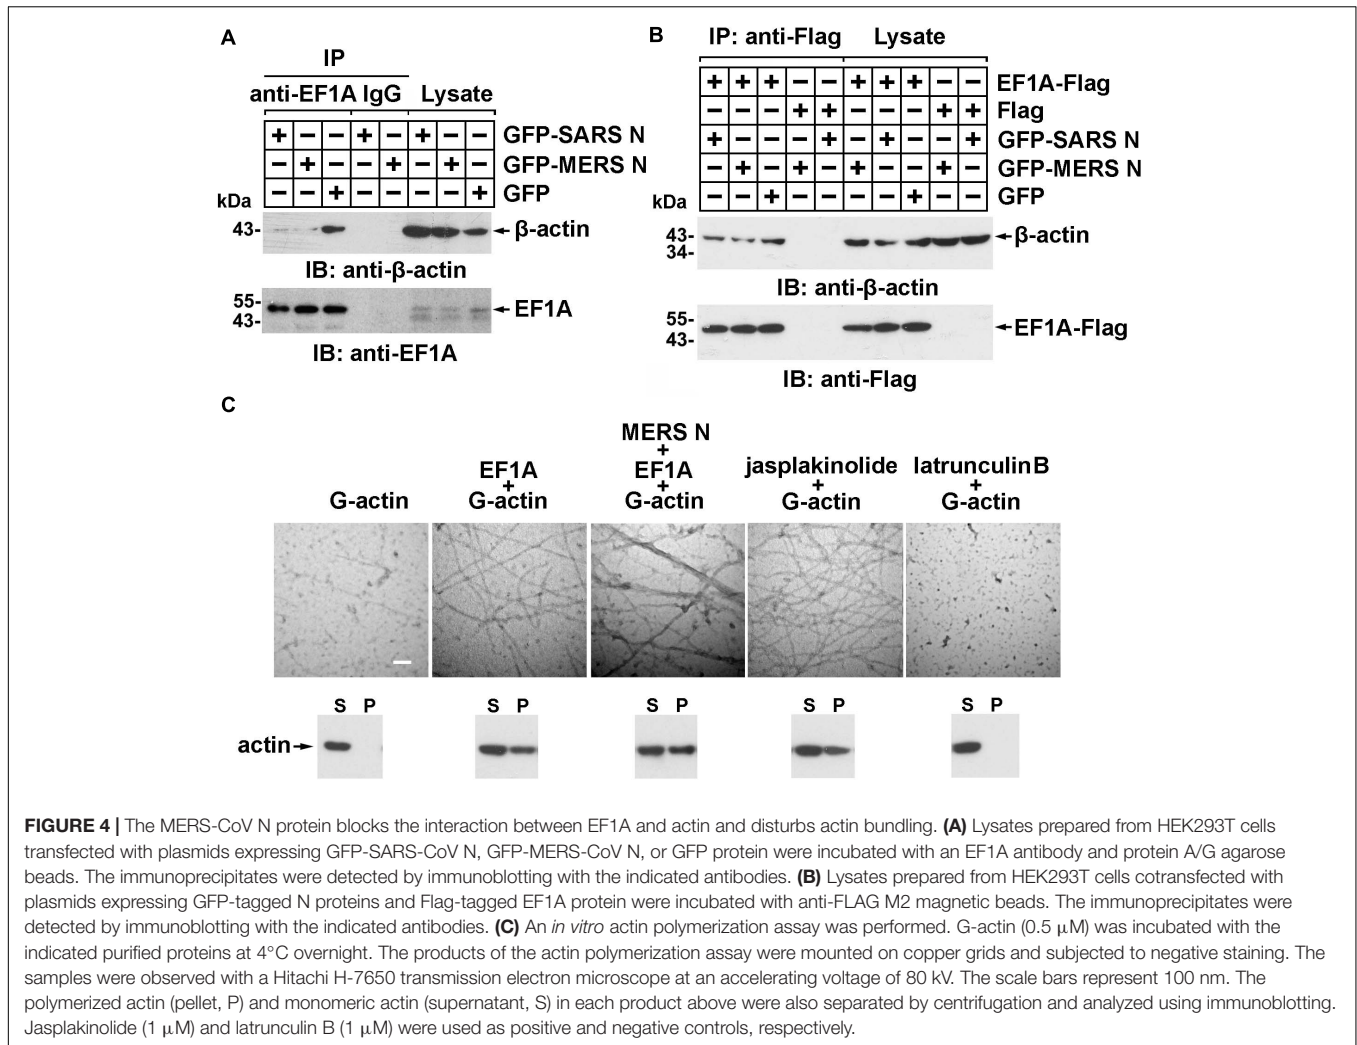 A
IP
anti-EF1A IgG Lysate
+ − − + − + − − GFP-SARS N
− + − − + − + − GFP-MERS N
− − + − − − − + GFP
kDa
43- β-actin
IB: anti-β-actin
55- EF1A
43-
IB: anti-EF1A
B
IP: anti-Flag Lysate
+ + + − − + + + − − EF1A-Flag
− − − + + − − − + + Flag
+ − − − + − + − − + GFP-SARS N
− + − + − + − − + − GFP-MERS N
− − + − − − − + − − GFP
kDa
43- β-actin
34-
IB: anti-β-actin
55- EF1A-Flag
43-
IB: anti-Flag
C
G-actin
EF1A
+
G-actin
MERS N
+
EF1A
+
G-actin
jasplakinolide
+
G-actin
latrunculin B
+
G-actin
S P S P S P S P S P
actin
FIGURE 4 | The MERS-CoV N protein blocks the interaction between EF1A and actin and disturbs actin bundling. (A) Lysates prepared from HEK293T cells
transfected with plasmids expressing GFP-SARS-CoV N, GFP-MERS-CoV N, or GFP protein were incubated with an EF1A antibody and protein A/G agarose
beads. The immunoprecipitates were detected by immunoblotting with the indicated antibodies. (B) Lysates prepared from HEK293T cells cotransfected with
plasmids expressing GFP-tagged N proteins and Flag-tagged EF1A protein were incubated with anti-FLAG M2 magnetic beads. The immunoprecipitates were
detected by immunoblotting with the indicated antibodies. (C) An in vitro actin polymerization assay was performed. G-actin (0.5 μM) was incubated with the
indicated purified proteins at 4°C overnight. The products of the actin polymerization assay were mounted on copper grids and subjected to negative staining. The
samples were observed with a Hitachi H-7650 transmission electron microscope at an accelerating voltage of 80 kV. The scale bars represent 100 nm. The
polymerized actin (pellet, P) and monomeric actin (supernatant, S) in each product above were also separated by centrifugation and analyzed using immunoblotting.
Jasplakinolide (1 μM) and latrunculin B (1 μM) were used as positive and negative controls, respectively.